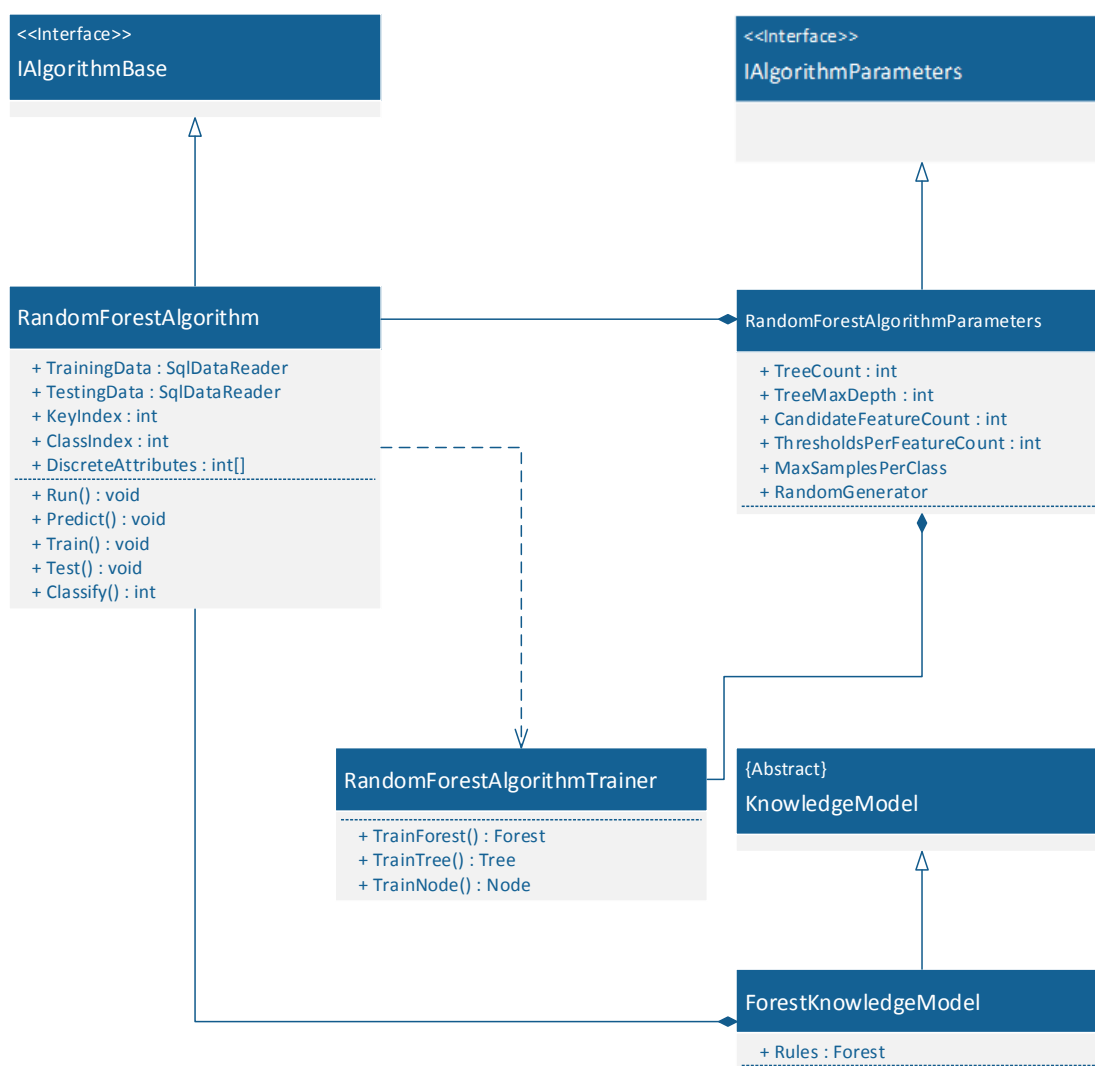 <<Interface>>
IAlgorithmBase
<<Interface>>
IAlgorithmParameters
RandomForestAlgorithm
+ TrainingData : SqlDataReader
+ TestingData : SqlDataReader
+ KeyIndex : int
+ ClassIndex : int
+ DiscreteAttributes : int[]
+ Run() : void
+ Predict() : void
+ Train() : void
+ Test() : void
+ Classify() : int
RandomForestAlgorithmParameters
+ TreeCount : int
+ TreeMaxDepth : int
+ CandidateFeatureCount : int
+ ThresholdsPerFeatureCount : int
+ MaxSamplesPerClass
+ RandomGenerator
RandomForestAlgorithmTrainer
+ TrainForest() : Forest
+ TrainTree() : Tree
+ TrainNode() : Node
{Abstract}
KnowledgeModel
ForestKnowledgeModel
+ Rules : Forest